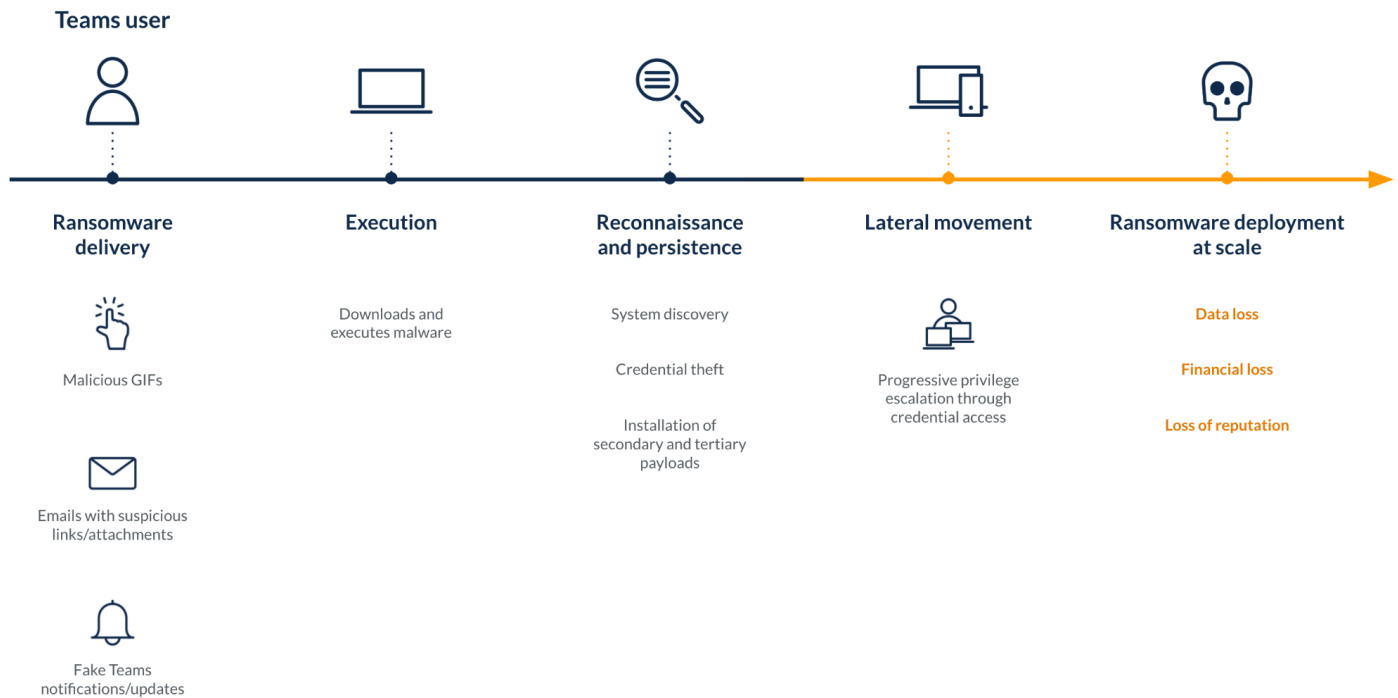 Teams user
Ransomware
delivery
Execution
Reconnaissance
and persistence
Lateral movement
Ransomware deployment
at scale
Malicious GIFs
Emails with suspicious
links/attachments
Fake Teams
notifications/updates
Downloads and
executes malware
System discovery
Credential theft
Installation of
secondary and tertiary
payloads
Progressive privilege
escalation through
credential access
Data loss
Financial loss
Loss of reputation